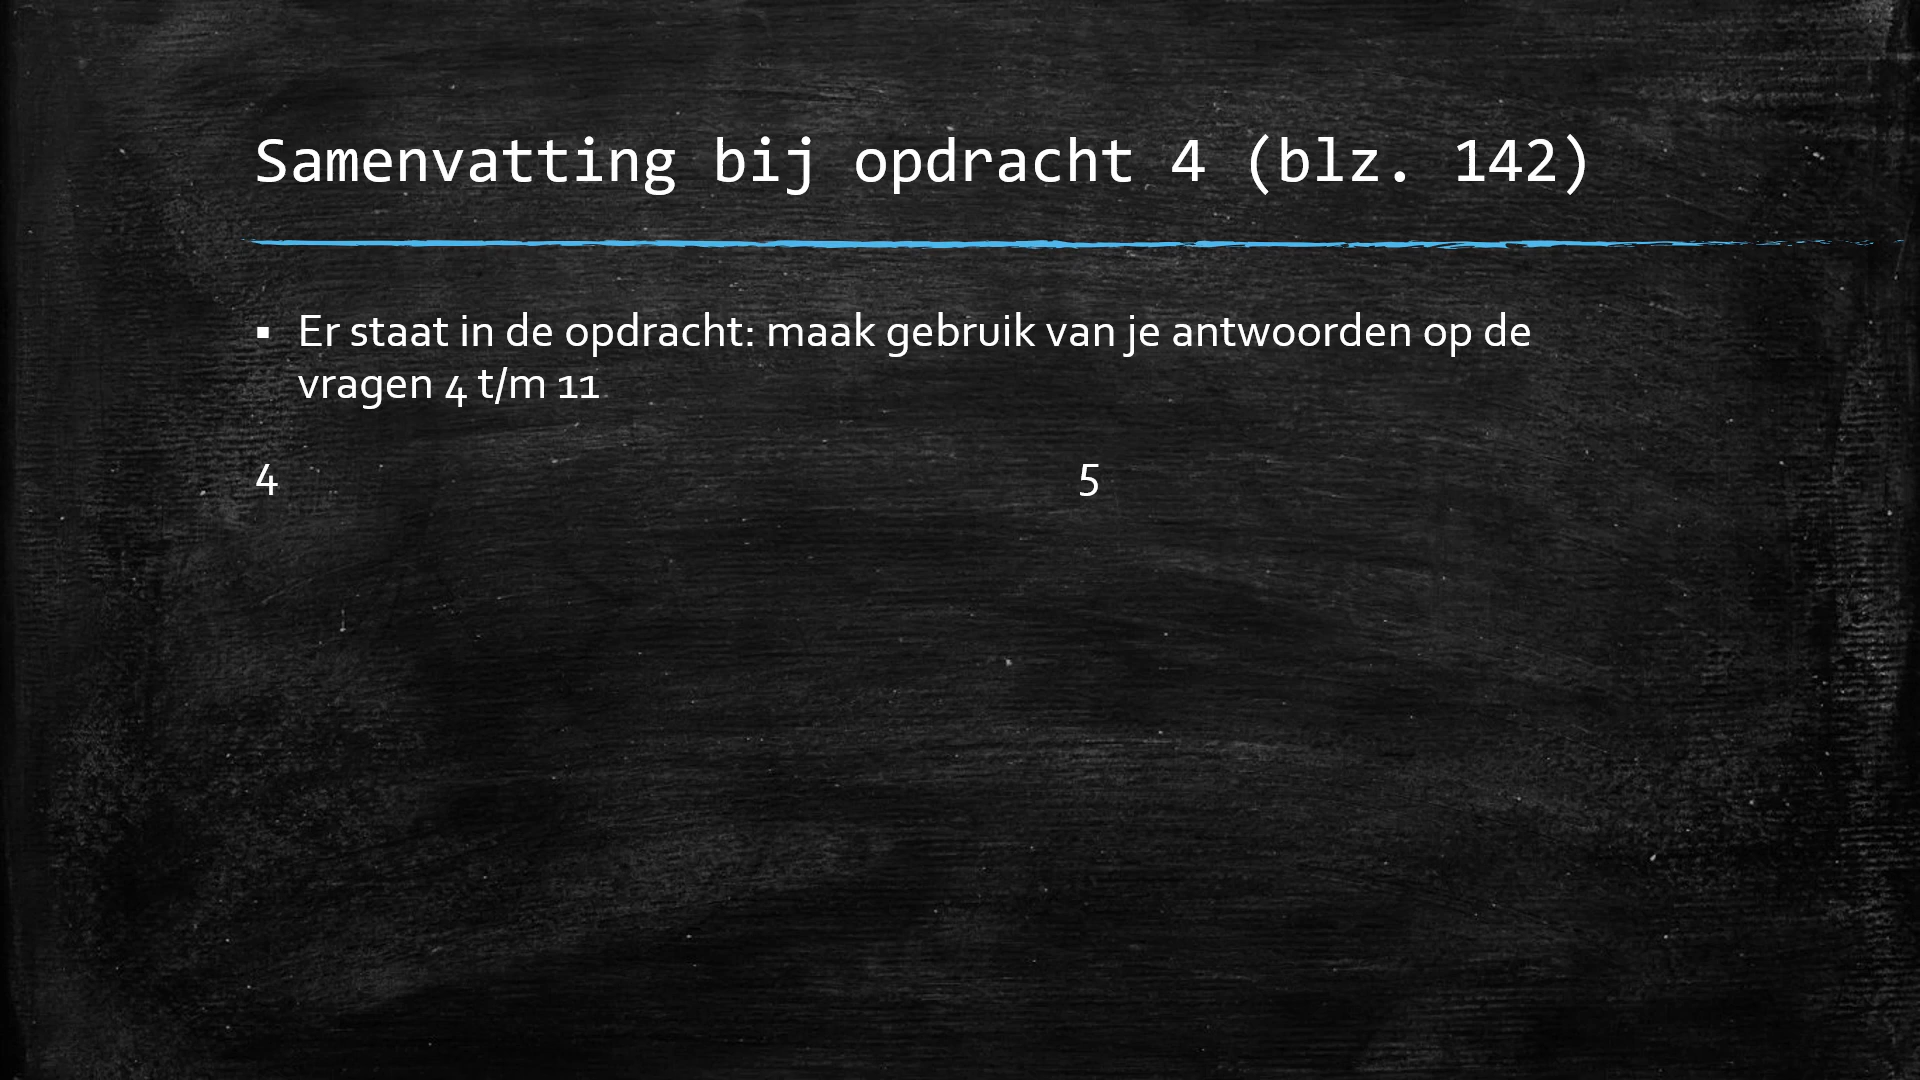 Samenvatting bij opdracht 4 (blz. 142)
▪ Er staat in de opdracht: maak gebruik van je antwoorden op de
vragen 4 t/m 11
4 5